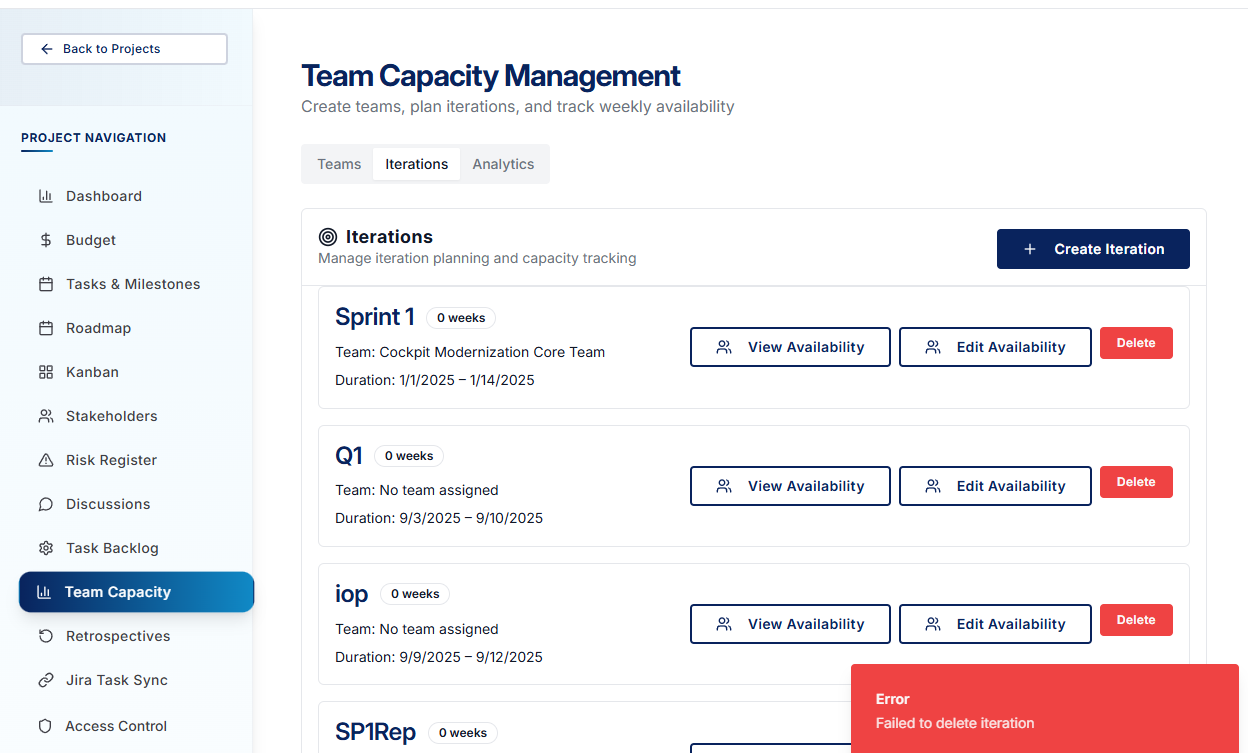 Back to Projects
PROJECT NAVIGATION
Dashboard
Budget
Tasks & Milestones
Roadmap
Kanban
Stakeholders
Risk Register
Discussions
Task Backlog
Team Capacity
Retrospectives
Jira Task Sync
Access Control
Team Capacity Management
Create teams, plan iterations, and track weekly availability
Teams Iterations Analytics
Iterations
Manage iteration planning and capacity tracking
Create Iteration
Sprint 1 0 weeks
Team: Cockpit Modernization Core Team
Duration: 1/1/2025 – 1/14/2025
View Availability Edit Availability Delete
Q1 0 weeks
Team: No team assigned
Duration: 9/3/2025 – 9/10/2025
View Availability Edit Availability Delete
iop 0 weeks
Team: No team assigned
Duration: 9/9/2025 – 9/12/2025
View Availability Edit Availability Delete
SP1Rep 0 weeks
Error
Failed to delete iteration